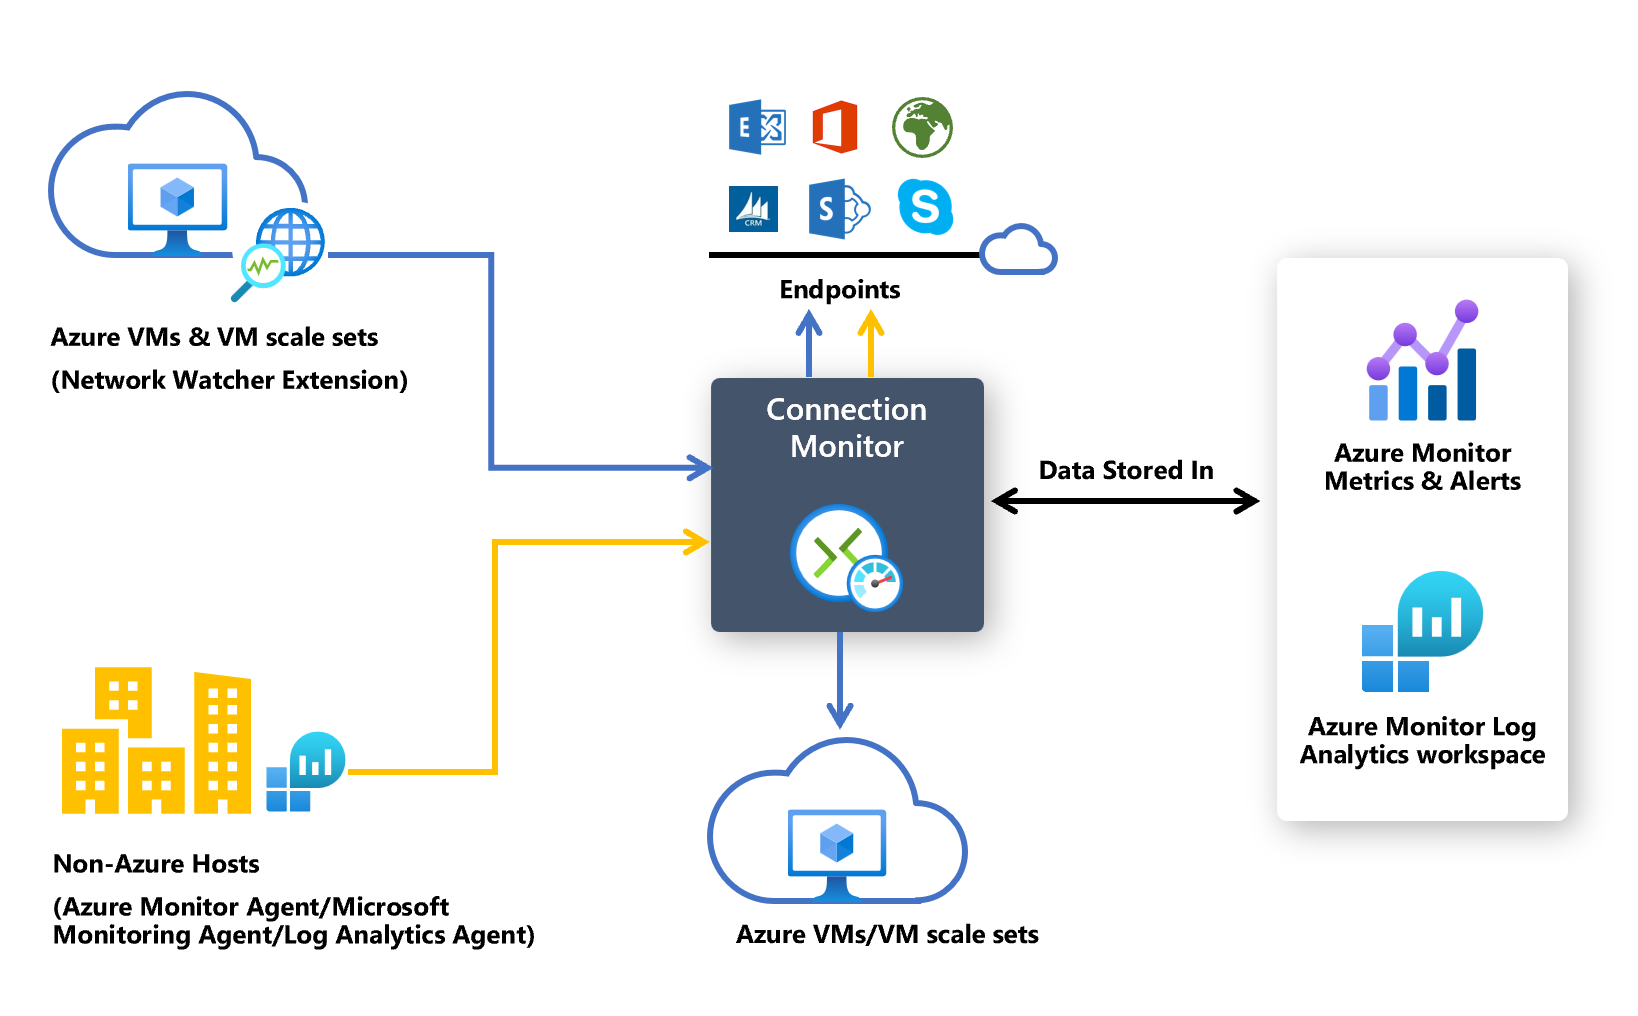 E
CRM
S
S
Endpoints
Azure VMs & VM scale sets
(Network Watcher Extension)
Connection
Monitor
Data Stored In
Azure Monitor
Metrics & Alerts
Azure Monitor Log
Analytics workspace
Non-Azure Hosts
(Azure Monitor Agent/Microsoft
Monitoring Agent/Log Analytics Agent)
Azure VMs/VM scale sets